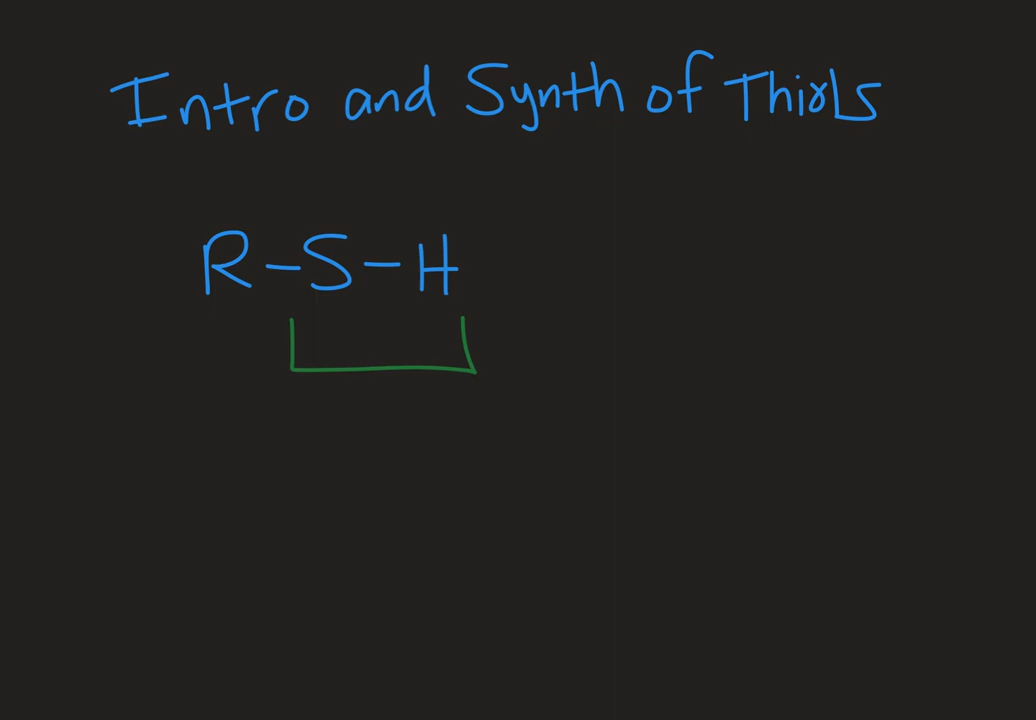 Intro and Synth of Thiols
R-S-H